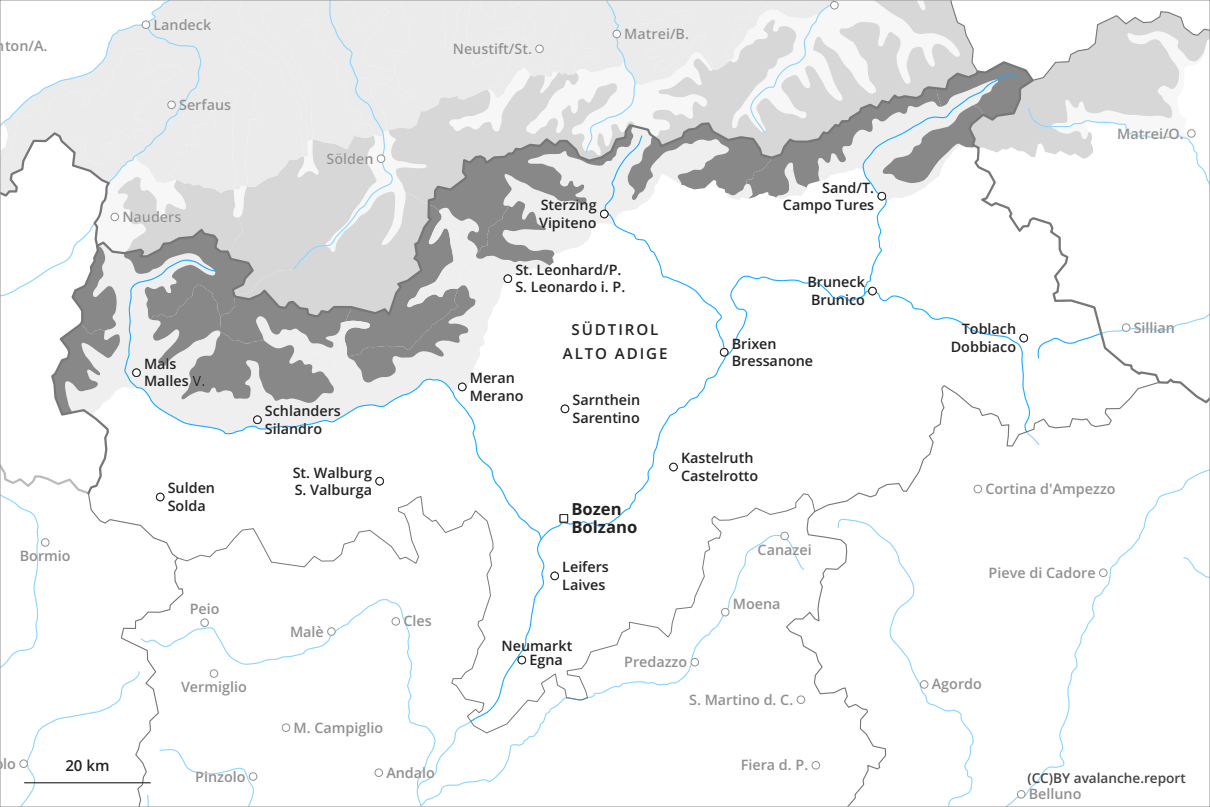 Landeck
nton/A.
Neustift/St.
Matrei/B.
Serfaus
Matrei/O.
Sölden
Nauders
Sand/T.
Campo Tures
Sterzing
Vipiteno
St. Leonhard/P.
S. Leonardo i. P.
Bruneck
Brunico
SÜDTIROL
ALTO ADIGE
Toblach
Dobbiaco
Sillian
Brixen
Bressanone
Mals
Malles V.
Meran
Merano
Sarnthein
Sarentino
Schlanders
Silandro
Kastelruth
Castelrotto
St. Walburg
S. Valburga
Sulden
Solda
Cortina d'Ampezzo
Bozen
Bolzano
Bormio
Canazei
Leifers
Laives
Pieve di Cadore
Peio
Moena
Malè
Cles
Neumarkt
Egna
Predazzo
Vermiglio
Agordo
S. Martino d. C.
M. Campiglio
olo
20 km
Pinzolo
Andalo
Fiera d. P.
(CC)BY avalanche.report
Belluno